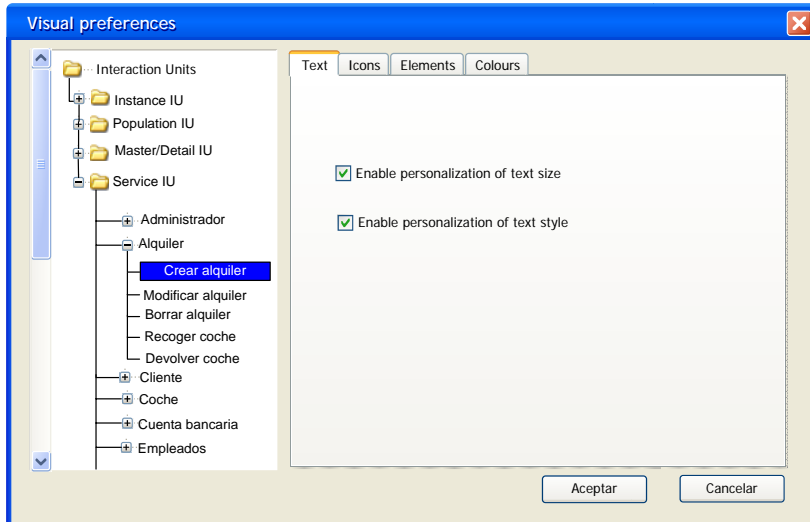 Visual preferences
Interaction Units
Instance IU
Population IU
Master/Detail IU
Service IU
Administrador
Alquiler
Crear alquiler
Modificar alquiler
Borrar alquiler
Recoger coche
Devolver coche
Cliente
Coche
Cuenta bancaria
Empleados
Text Icons Elements Colours
Enable personalization of text size
Enable personalization of text style
Aceptar Cancelar